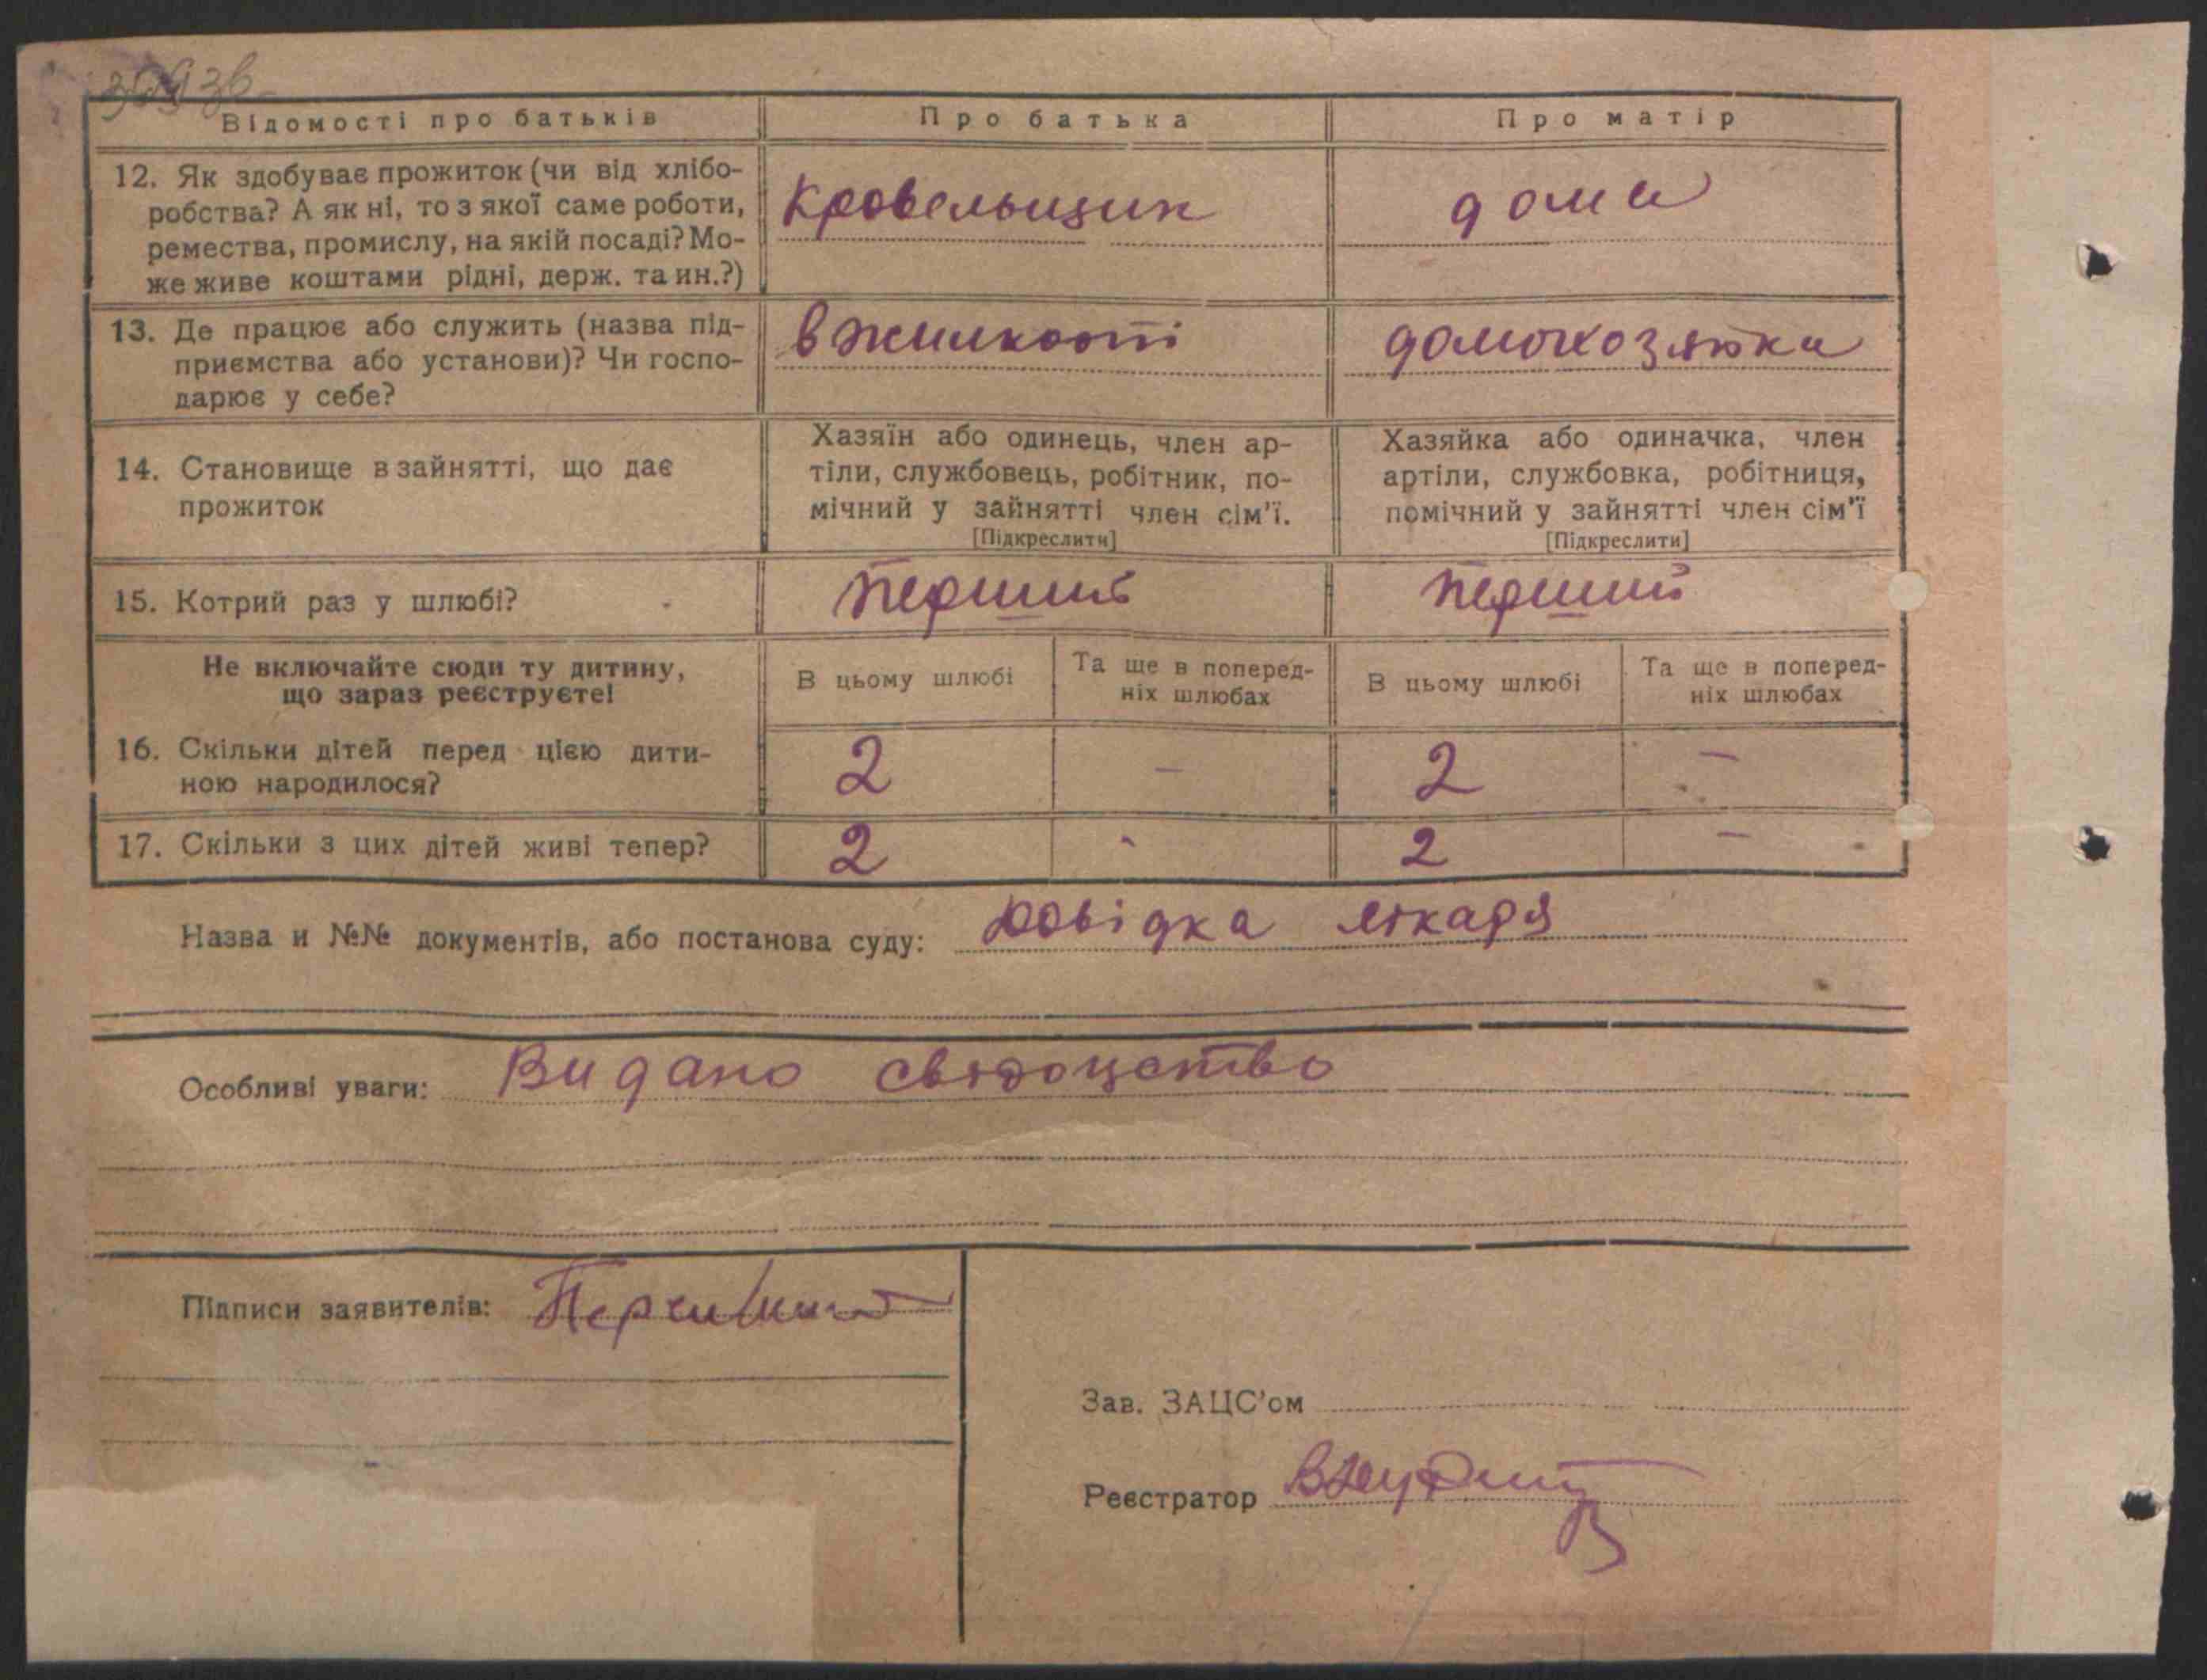 Відомості про батьків
Про батька
Про матір
12. Як здобуває прожиток (чи від хлібо-
робства? А як ні, то з якої саме роботи,
ремества, промислу, на якій посаді? Мо-
же живе коштами рідні, держ. та ин.?)
Кровельщик
дома
13. Де працює або служить (назва під-
приємства або установи)? Чи госпо-
дарює у себе?
в жилкоопі
домохозяйка
14. Становище в зайнятті, що дає
прожиток
Хазяїн або одинець, член ар-
тіли, службовець, робітник, по-
мічний у зайнятті член сім'ї.
[Підкреслити]
Хазяйка або одиначка, член
артіли, службовка, робітниця,
помічний у зайнятті член сім'ї
[Підкреслити]
15. Котрий раз у шлюбі?
перший
перший
Не включайте сюди ту дитину,
що зараз реєструєте!
В цьому шлюбі
Та ще в поперед-
ніх шлюбах
В цьому шлюбі
Та ще в поперед-
ніх шлюбах
16. Скільки дітей перед цією дити-
ною народилося?
2 - 2 -
17. Скільки з цих дітей живі тепер?
2 - 2 -
Назва и №№ документів, або постанова суду: Довідка лікаря
Особливі уваги: Видано свідоцство
Підписи заявителів:
Зав. ЗАЦС'ом
Реєстратор